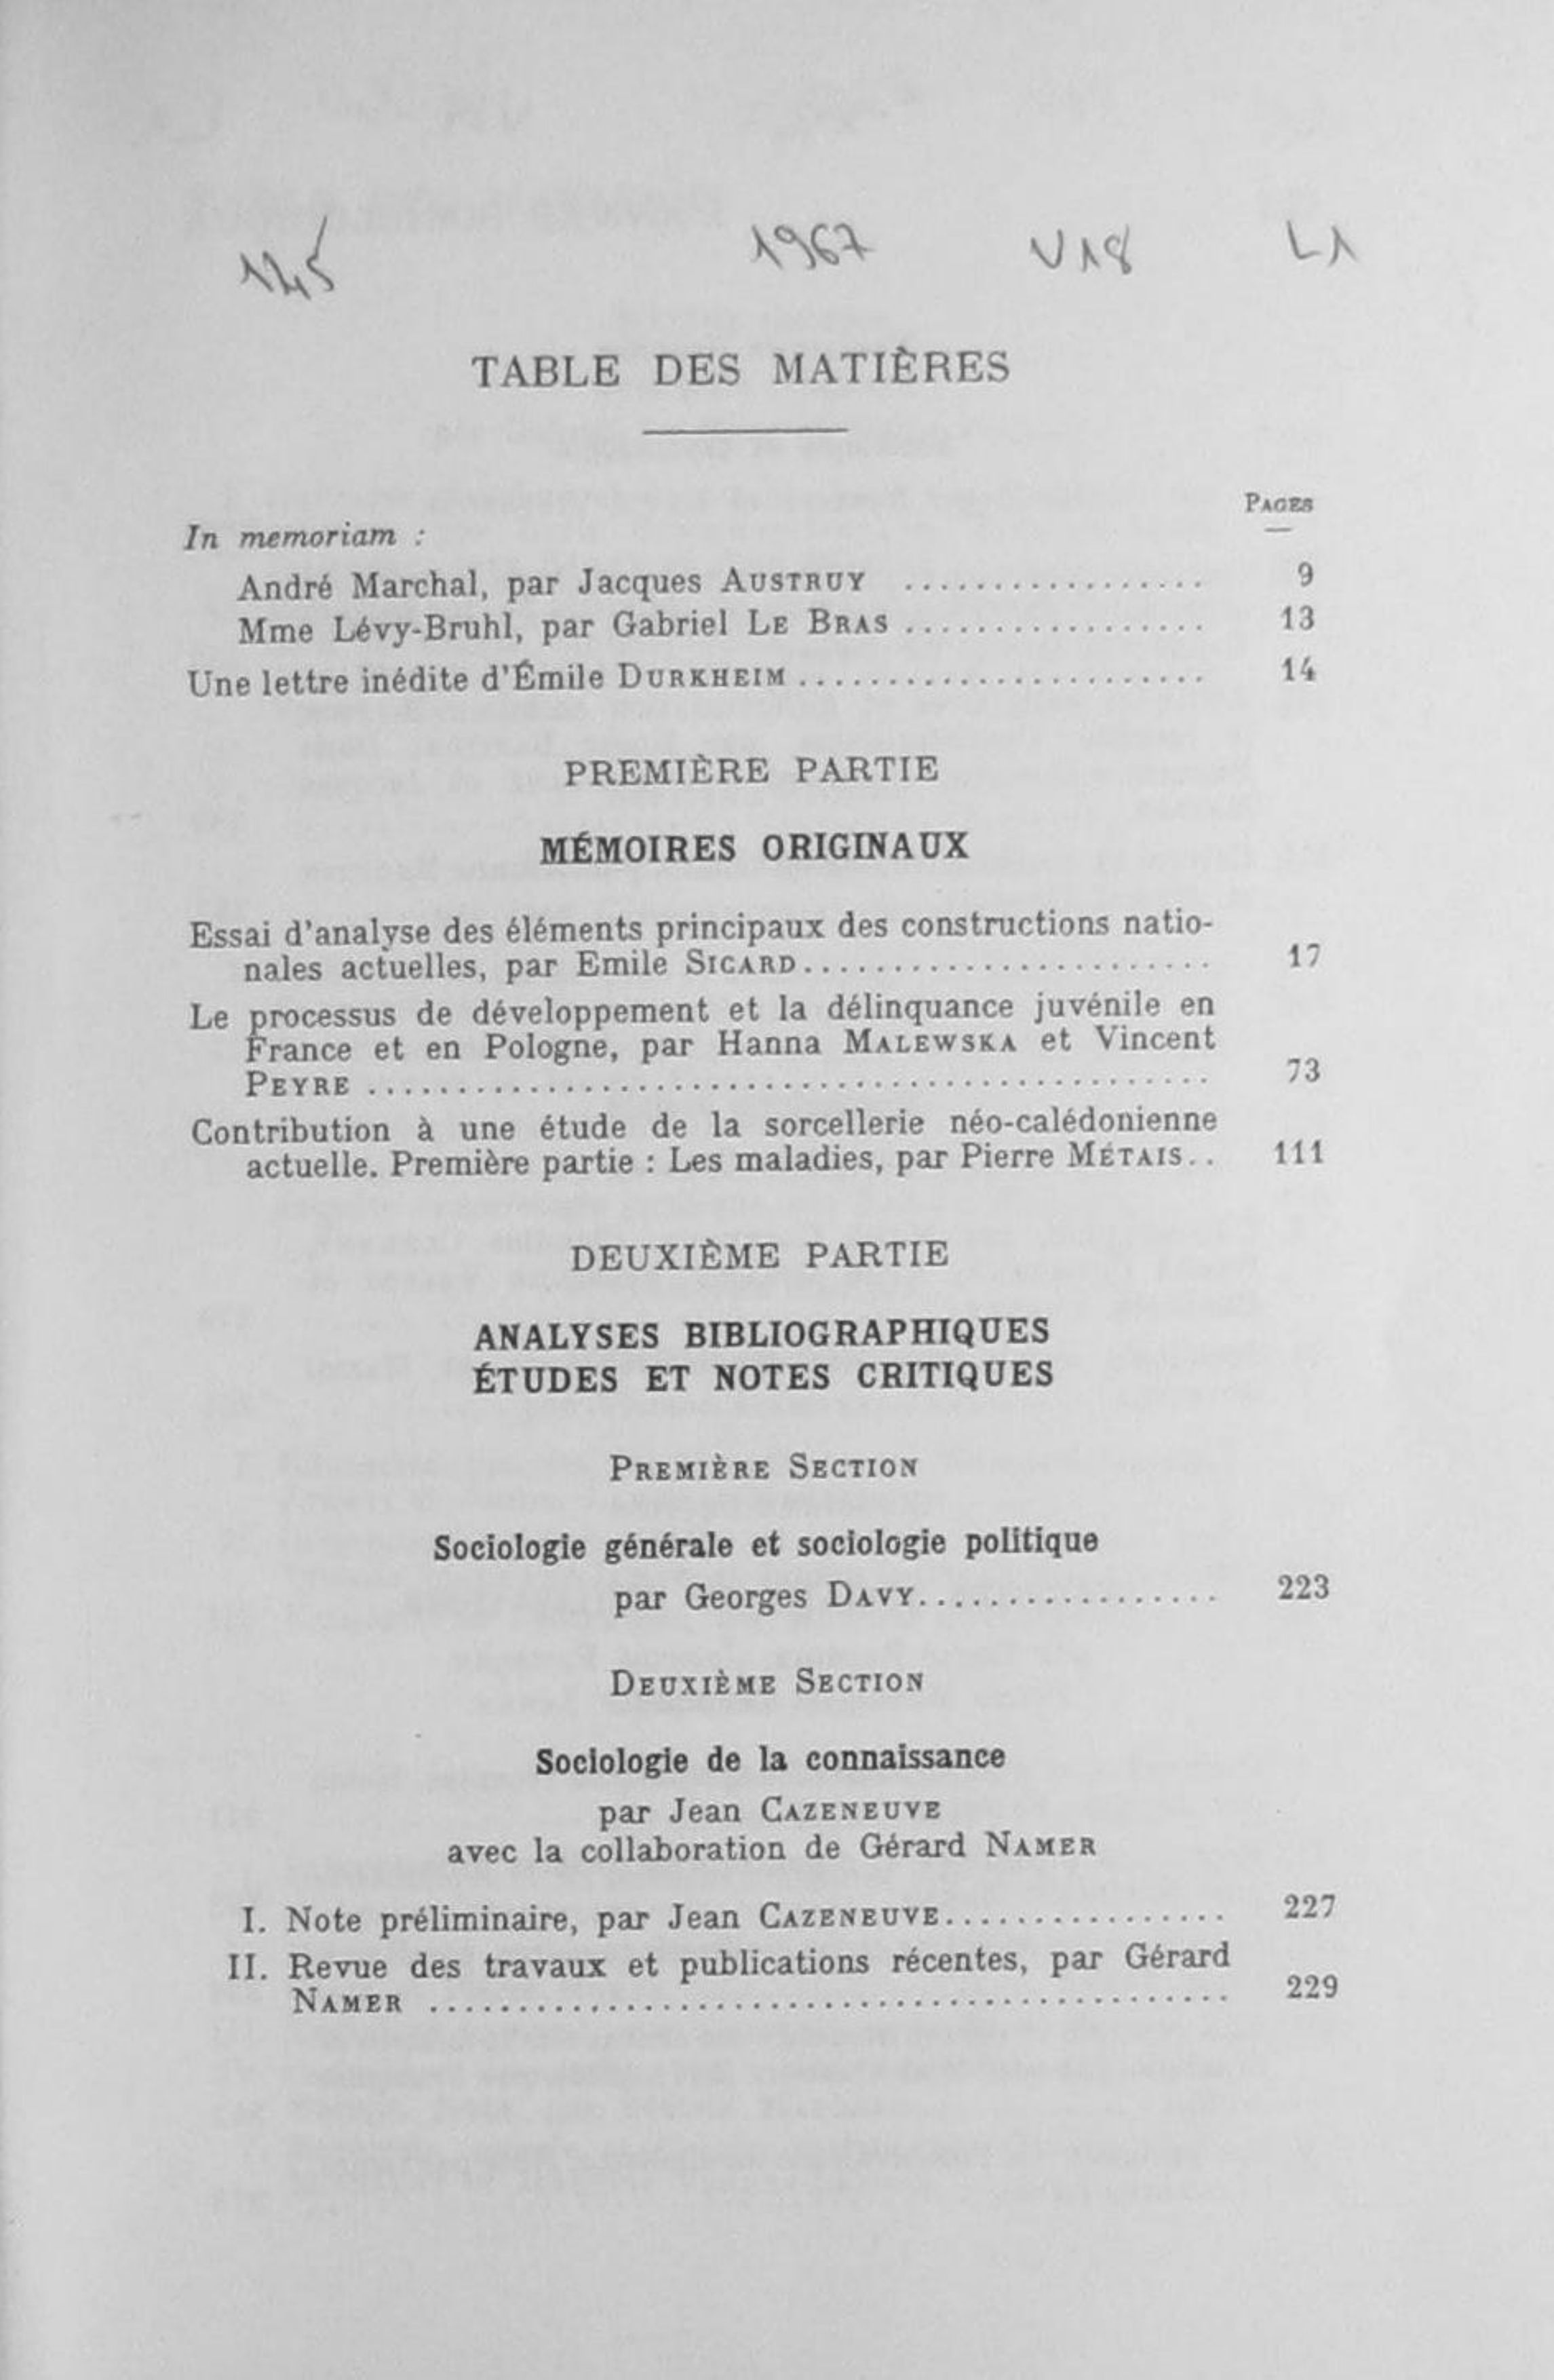 125 1967 V18 L1
TABLE DES MATIÈRES
PAGES
In memoriam :
André Marchal, par Jacques AUSTRUY ................. 9
Mme Lévy-Bruhl, par Gabriel LE BRAS ................. 13
Une lettre inédite d'Émile DURKHEIM ....................... 14
PREMIÈRE PARTIE
MÉMOIRES ORIGINAUX
Essai d'analyse des éléments principaux des constructions natio-
nales actuelles, par Emile SICARD ....................... 17
Le processus de développement et la délinquance juvénile en
France et en Pologne, par Hanna MALEWSKA et Vincent
PEYRE ............................................... 73
Contribution à une étude de la sorcellerie néo-calédonienne
actuelle. Première partie : Les maladies, par Pierre MÉTAIS.. 111
DEUXIÈME PARTIE
ANALYSES BIBLIOGRAPHIQUES
ÉTUDES ET NOTES CRITIQUES
PREMIÈRE SECTION
Sociologie générale et sociologie politique
par Georges DAVY................. 223
DEUXIÈME SECTION
Sociologie de la connaissance
par Jean CAZENEUVE
avec la collaboration de Gérard NAMER
I. Note préliminaire, par Jean CAZENEUVE................ 227
II. Revue des travaux et publications récentes, par Gérard
NAMER ............................................. 229